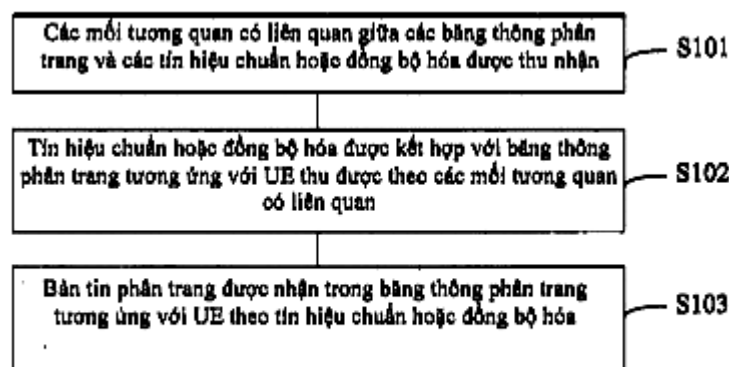 Các mối tương quan có liên quan giữa các băng thông phân
trang và các tín hiệu chuẩn hoặc đồng bộ hóa được thu nhận
S101
Tín hiệu chuẩn hoặc đồng bộ hóa được kết hợp với băng thông
phân trang tương ứng với UE thu được theo các mối tương quan
có liên quan
S102
Bản tin phân trang được nhận trong băng thông phân trang
tương ứng với UE theo tín hiệu chuẩn hoặc đồng bộ hóa
S103